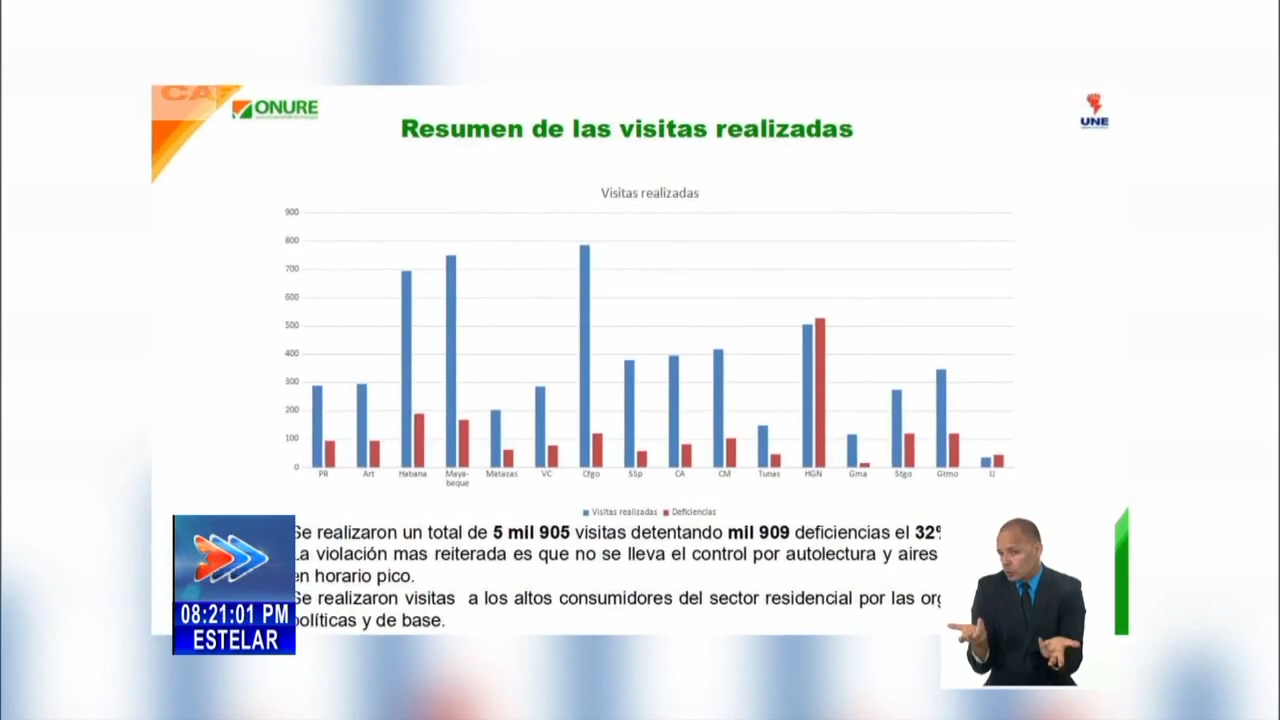 ONURE
Resumen de las visitas realizadas
UNE
Visitas realizadas
900
800
700
600
500
400
300
200
100
0
PR Art Habana Maya-beque Matazas VC Cfgo SSp CA CM Tunas HGN Gma Stgo Gtmo IJ
Visitas realizadas Deficiencias
Se realizaron un total de 5 mil 905 visitas detentando mil 909 deficiencias el 32%
La violación mas reiterada es que no se lleva el control por autolectura y aires
en horario pico.
Se realizaron visitas a los altos consumidores del sector residencial por las
políticas y de base.
08:21:01 PM
ESTELAR